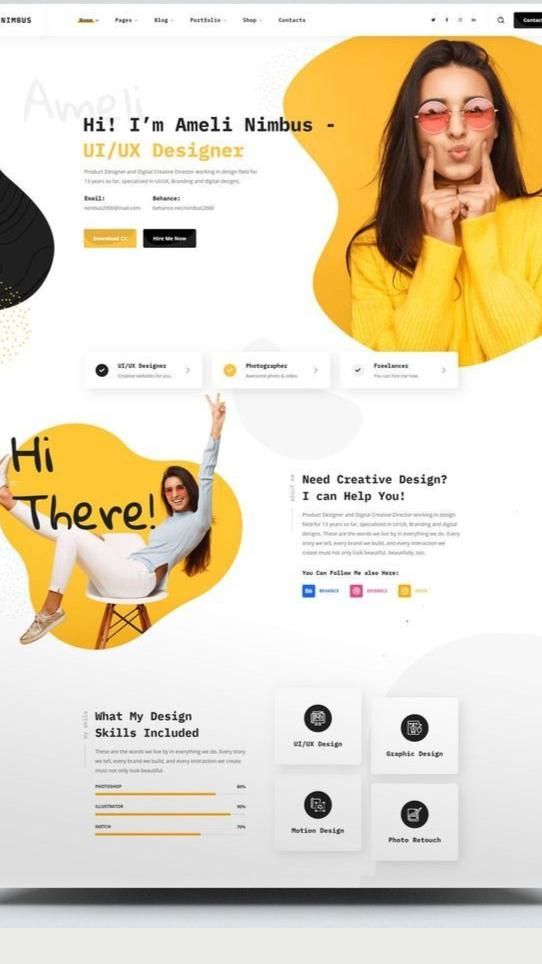 NIMBUS
Home Pages Blog Portfolio Shop Contacts
Contact
Ameli
Hi! I’m Ameli Nimbus -
UI/UX Designer
Product Designer and Digital Creative Director working in design field for
13 years so far, specialized in UI/UX, Branding and digital designs.
Email: Behance:
nimbus2000@mail.com behance.net/nimbus2000
Download CV Hire Me Now
UI/UX Designer
Creative websites for you.
Photographer
Awesome photo & video.
Freelancer
You can hire me now.
Hi
There!
about me
Need Creative Design?
I can Help You!
Product Designer and Digital Creative Director working in design
field for 13 years so far, specialized in UI/UX, Branding and digital
designs. These are the words we live by in everything we do. Every
story we tell, every brand we build, and every interaction we
create must not only look beautiful. beautifully, too.
You Can Follow Me also Here:
Bē BEHANCE DRIBBBLE
my skills
What My Design
Skills Included
These are the words we live by in everything we do. Every story
we tell, every brand we build, and every interaction we create
must not only look beautiful.
PHOTOSHOP 80%
ILLUSTRATOR 90%
SKETCH 70%
UI/UX Design
Graphic Design
Motion Design
Photo Retouch